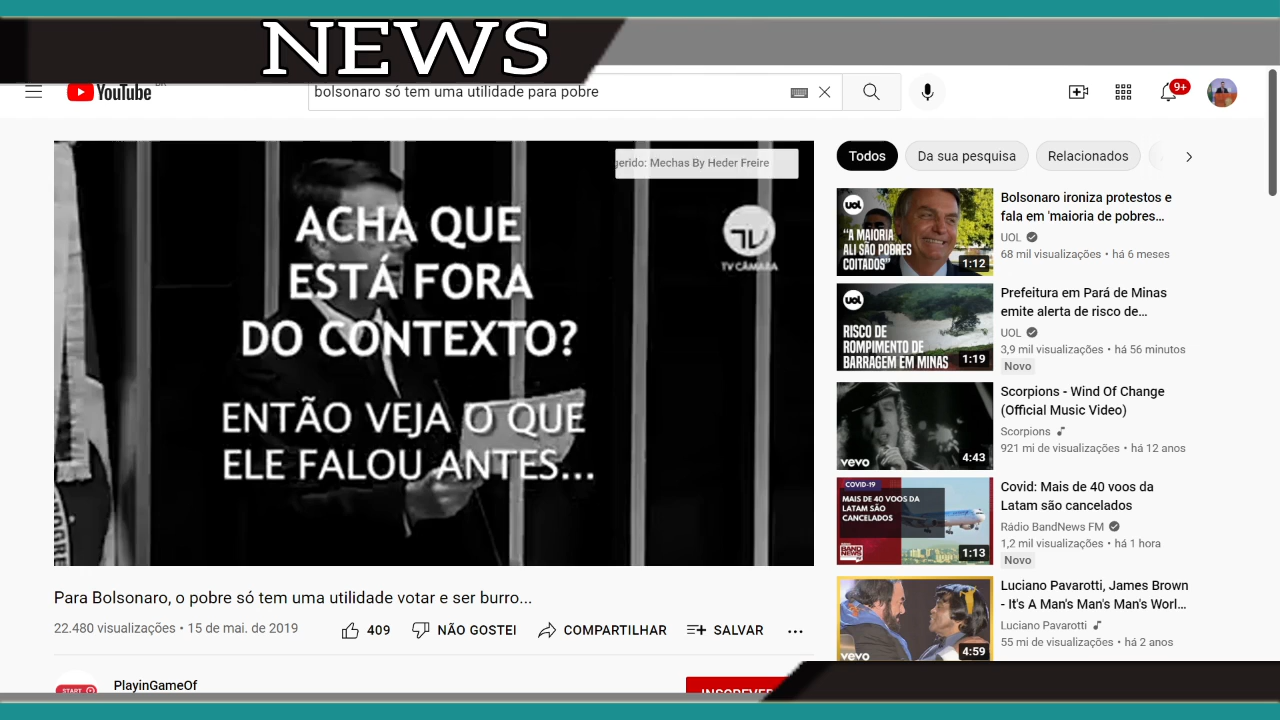 NEWS
YouTube
bolsonaro só tem uma utilidade para pobre
9+
gerido: Mechas By Heder Freire
TV CÂMARA
ACHA QUE
ESTÁ FORA
DO CONTEXTO?
ENTÃO VEJA O QUE
ELE FALOU ANTES...
Para Bolsonaro, o pobre só tem uma utilidade votar e ser burro...
22.480 visualizações • 15 de mai. de 2019
409
NÃO GOSTEI
COMPARTILHAR
SALVAR
START
PlayinGameOf
INSCREVER
Todos
Da sua pesquisa
Relacionados
UOL
"A MAIORIA
ALI SÃO POBRES
COITADOS"
1:12
Bolsonaro ironiza protestos e
fala em 'maioria de pobres...
UOL
68 mil visualizações • há 6 meses
UOL
RISCO DE
ROMPIMENTO DE
BARRAGEM EM MINAS
1:19
Prefeitura em Pará de Minas
emite alerta de risco de...
UOL
3,9 mil visualizações • há 56 minutos
Novo
vevo
4:43
Scorpions - Wind Of Change
(Official Music Video)
Scorpions
921 mi de visualizações • há 12 anos
COVID-19
MAIS DE 40 VOOS DA
LATAM SÃO
CANCELADOS
BAND
NEWS
1:13
Covid: Mais de 40 voos da
Latam são cancelados
Rádio BandNews FM
1,2 mil visualizações • há 1 hora
Novo
vevo
4:59
Luciano Pavarotti, James Brown
- It's A Man's Man's Man's Worl...
Luciano Pavarotti
55 mi de visualizações • há 2 anos